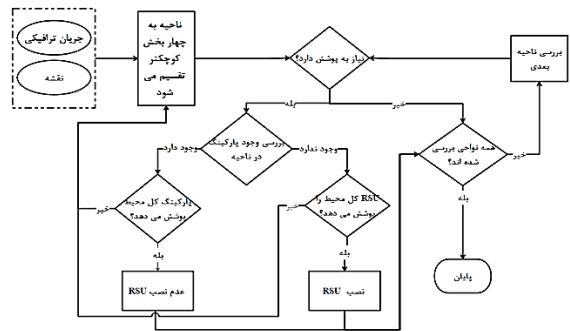 جریان ترافیکی
نقشه
ناحیه به
چهار بخش
کوچکتر
تقسیم می
شود
نیاز به پوشش دارد؟
بررسی ناحیه
بعدی
بله
خیر
بررسی وجود پارکینگ
در ناحیه
وجود دارد
وجود ندارد
همه نواحی بررسی
شده اند؟
خیر
بله
پایان
پارکینگ کل محیط
پوشش می دهد؟
خیر
بله
عدم نصب RSU
RSU کل محیط را
پوشش می دهد؟
خیر
بله
نصب RSU